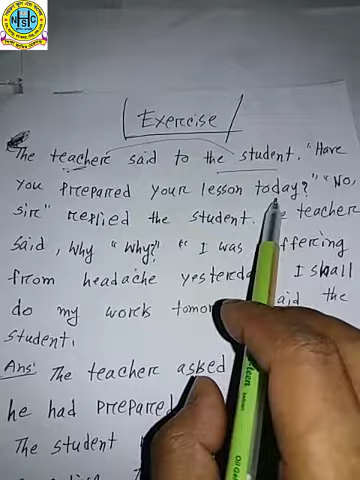 NSTC
Exercise
The teacher said to the student. "Have
you prepared your lesson today?" "No,
sir" replied the student. teacher
said, Why "Why?" "I was
from headache I shall
do my work the
student.
Ans: The teacher asked
he had prepared
The student